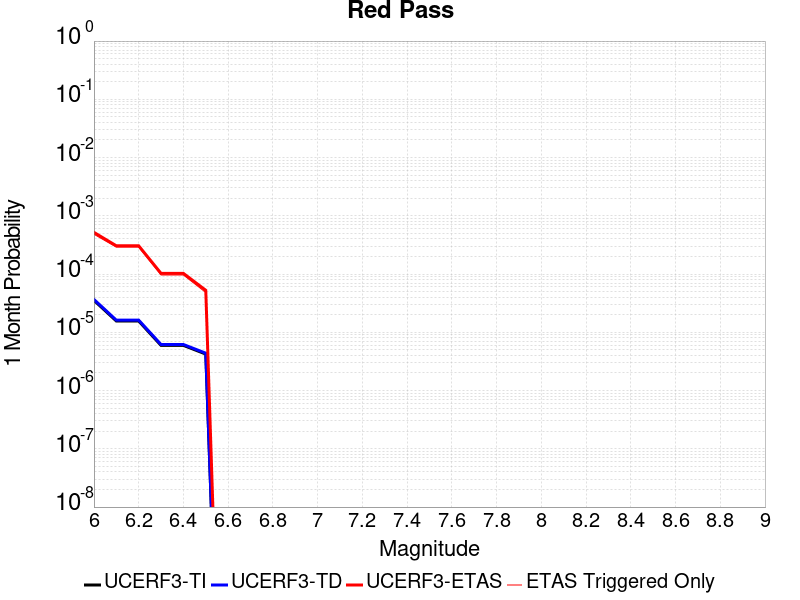 Red Pass
10 0
10 -1
10 -2
10 -3
10 -4
10 -5
10 -6
10 -7
10 -8
1 Month Probability
6 6.2 6.4 6.6 6.8 7 7.2 7.4 7.6 7.8 8 8.2 8.4 8.6 8.8 9
Magnitude
UCERF3-TI UCERF3-TD UCERF3-ETAS ETAS Triggered Only